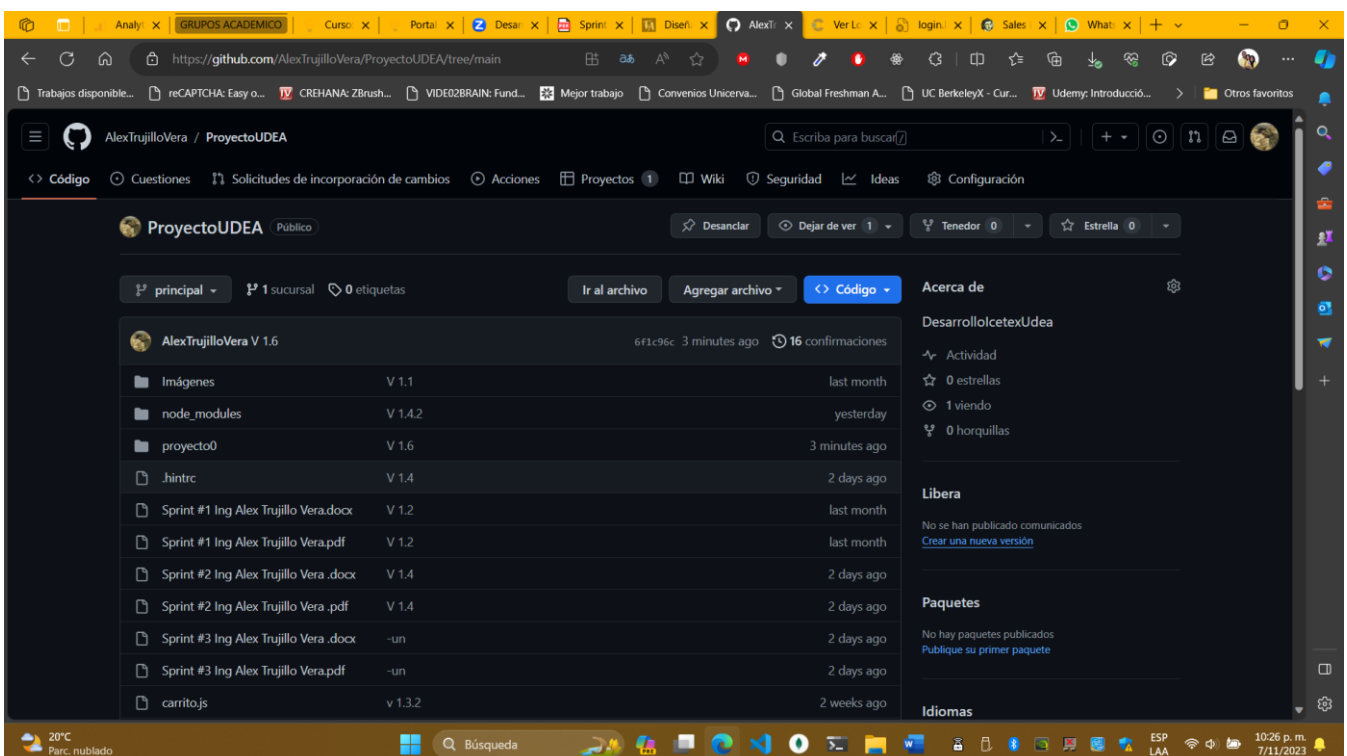 Analyt GRUPOS ACADEMICO Curso: Portal Desar Sprint Diseñ AlexTr Ver Lo login.l Sales What: 
https://github.com/AlexTrujilloVera/ProyectoUDEA/tree/main
Trabajos disponible... reCAPTCHA: Easy o... CREHANA: ZBrush... VIDE02BRAIN: Fund... Mejor trabajo Convenios Unicerva... Global Freshman A... UC BerkeleyX - Cur... Udemy: Introducció... Otros favoritos
AlexTrujilloVera / ProyectoUDEA Escriba para buscar
<> Código Cuestiones Solicitudes de incorporación de cambios Acciones Proyectos 1 Wiki Seguridad Ideas Configuración
ProyectoUDEA Público Desanclar Dejar de ver 1 Tenedor 0 Estrella 0
principal 1 sucursal 0 etiquetas Ir al archivo Agregar archivo <> Código
AlexTrujilloVera V 1.6 6f1c96c 3 minutes ago 16 confirmaciones
Imágenes V 1.1 last month
node_modules V 1.4.2 yesterday
proyecto0 V 1.6 3 minutes ago
.hintrc V 1.4 2 days ago
Sprint #1 Ing Alex Trujillo Vera.docx V 1.2 last month
Sprint #1 Ing Alex Trujillo Vera.pdf V 1.2 last month
Sprint #2 Ing Alex Trujillo Vera .docx V 1.4 2 days ago
Sprint #2 Ing Alex Trujillo Vera .pdf V 1.4 2 days ago
Sprint #3 Ing Alex Trujillo Vera .docx -un 2 days ago
Sprint #3 Ing Alex Trujillo Vera.pdf -un 2 days ago
carrito.js v 1.3.2 2 weeks ago
Acerca de
DesarrolloIcetexUdea
Actividad
0 estrellas
1 viendo
0 horquillas
Libera
No se han publicado comunicados
Crear una nueva versión
Paquetes
No hay paquetes publicados
Publique su primer paquete
Idiomas
20°C
Parc. nublado
Búsqueda
ESP
LAA
10:26 p. m.
7/11/2023